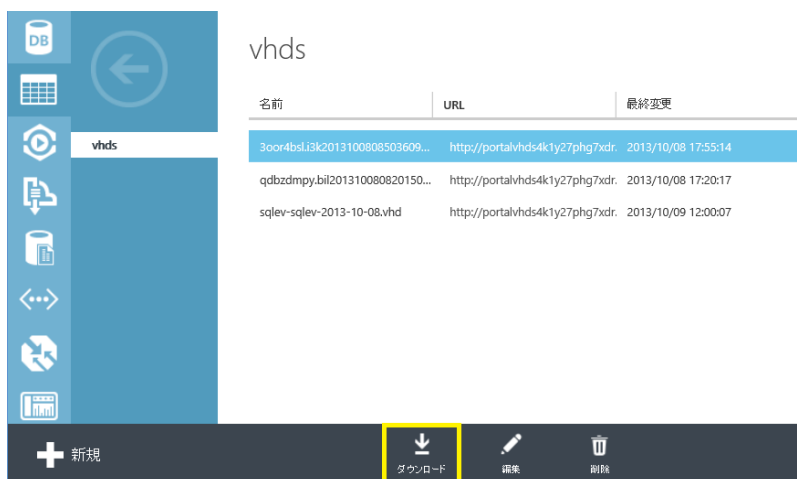 DB
vhds
名前 URL 最終変更
vhds
3oor4bsl.i3k2013100808503609... http://portalvhds4k1y27phg7xdr. 2013/10/08 17:55:14
qdbzdmpy.bil201310080820150... http://portalvhds4k1y27phg7xdr. 2013/10/08 17:20:17
sqlev-sqlev-2013-10-08.vhd http://portalvhds4k1y27phg7xdr. 2013/10/09 12:00:07
新規
ダウンロード 編集 削除